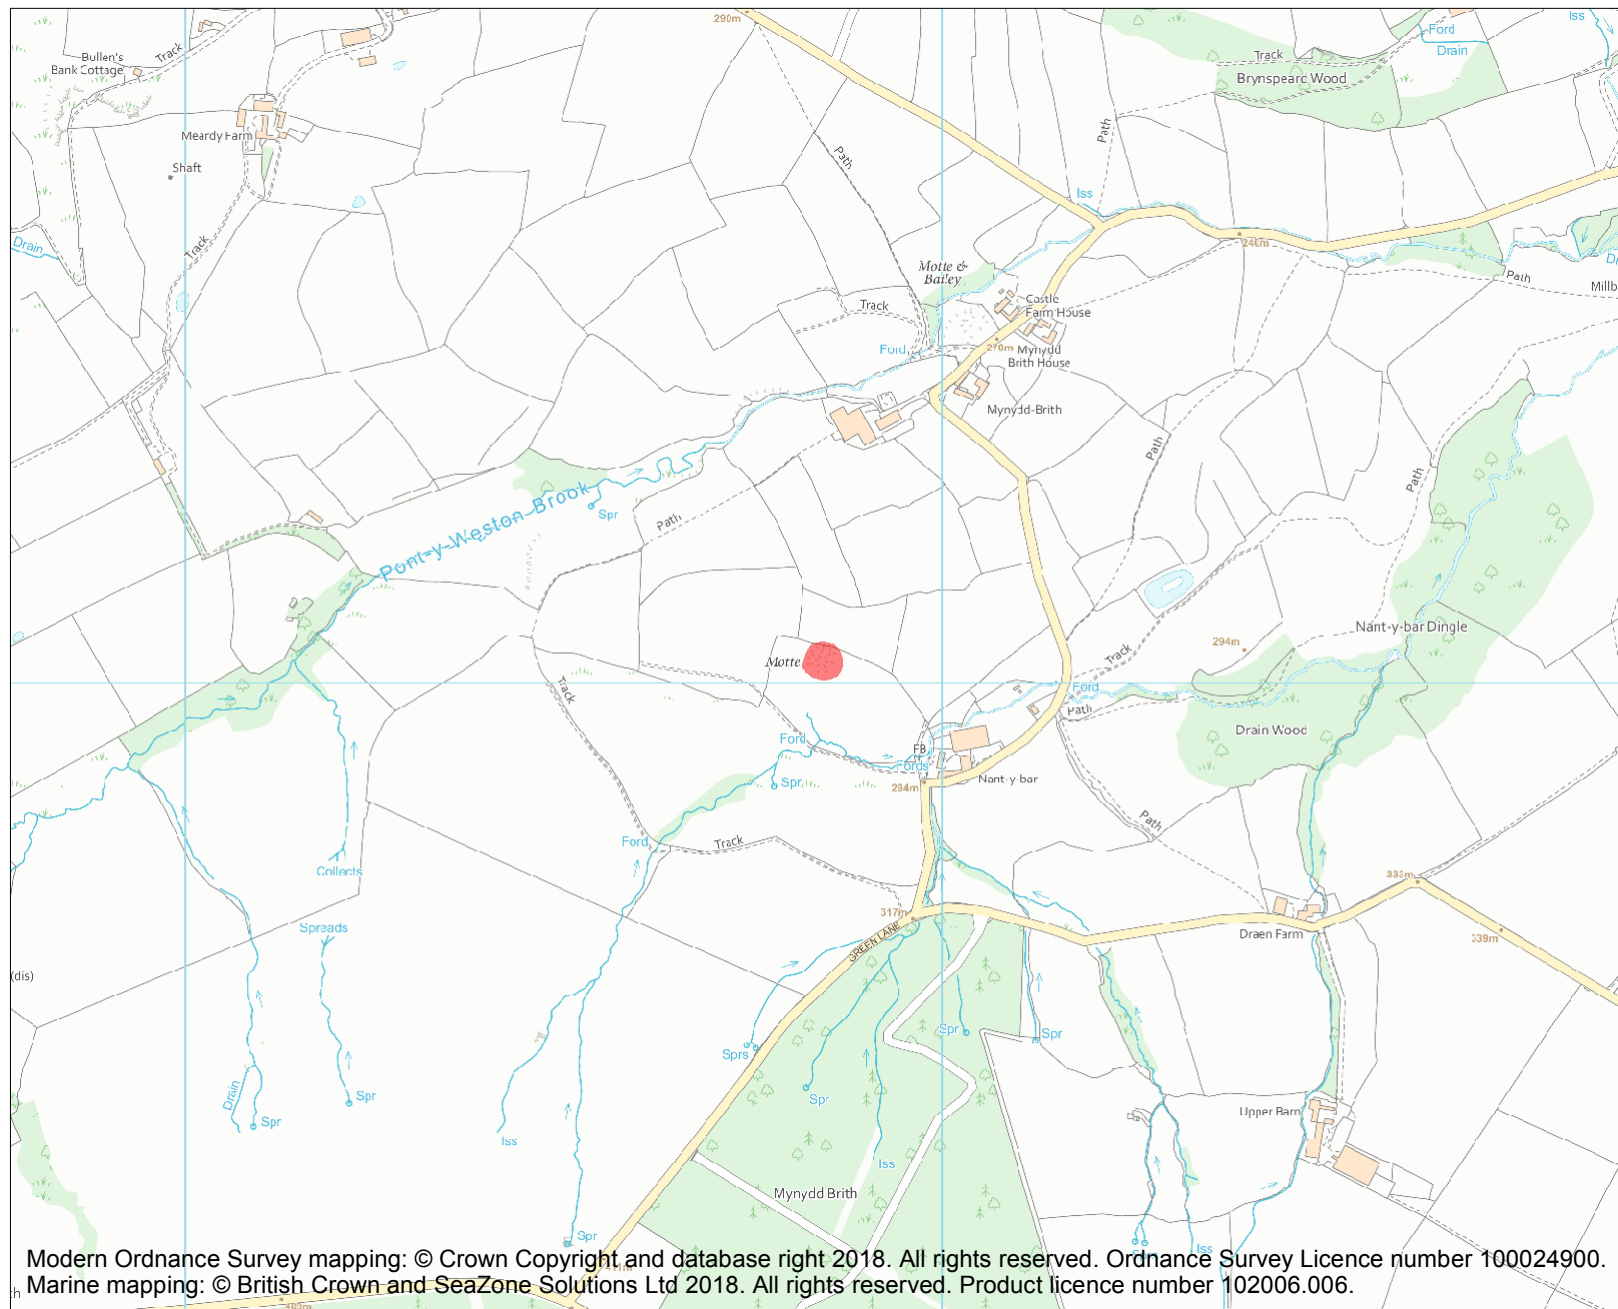 290m
Iss
Ford
Drain
Track
Bullen's
Bank Cottage
Track
Brynspeard Wood
Meardy Farm
Path
Path
Shaft
Iss
Drain
Track
Motte &
Bailey
Path
Millb
Castle
Farm House
Track
Ford
270m
Mynydd
Brith House
Mynydd-Brith
Path
Path
Pont-y-Weston-Brook
Spr
Path
Nant-y-bar Dingle
294m
Motte
Track
Track
Ford
Path
Drain Wood
Ford
FB
Fords
Spr
294m
Nant-y-bar
Path
Ford
Track
Collects
333m
317m
GREEN LANE
Spreads
Draen Farm
339m
(dis)
Spr
Spr
Sprs
Drain
Spr
Spr
Spr
Upper Barn
Iss
Iss
Mynydd Brith
Spr
Iss
Modern Ordnance Survey mapping: © Crown Copyright and database right 2018. All rights reserved. Ordnance Survey Licence number 100024900.
Marine mapping: © British Crown and SeaZone Solutions Ltd 2018. All rights reserved. Product licence number 102006.006.